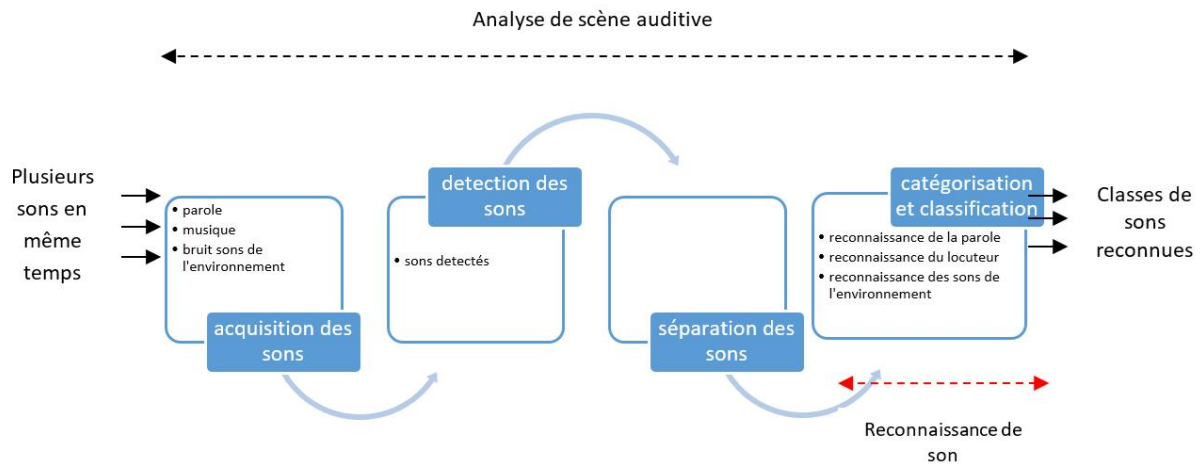 Analyse de scène auditive
Plusieurs
sons en
même
temps
• parole
• musique
• bruit sons de
l'environnement
acquisition des
sons
detection des
sons
• sons detectés
séparation des
sons
catégorisation
et classification
• reconnaissance de la parole
• reconnaissance du locuteur
• reconnaissance des sons de
l'environnement
Classes de
sons
reconnues
Reconnaissance de
son